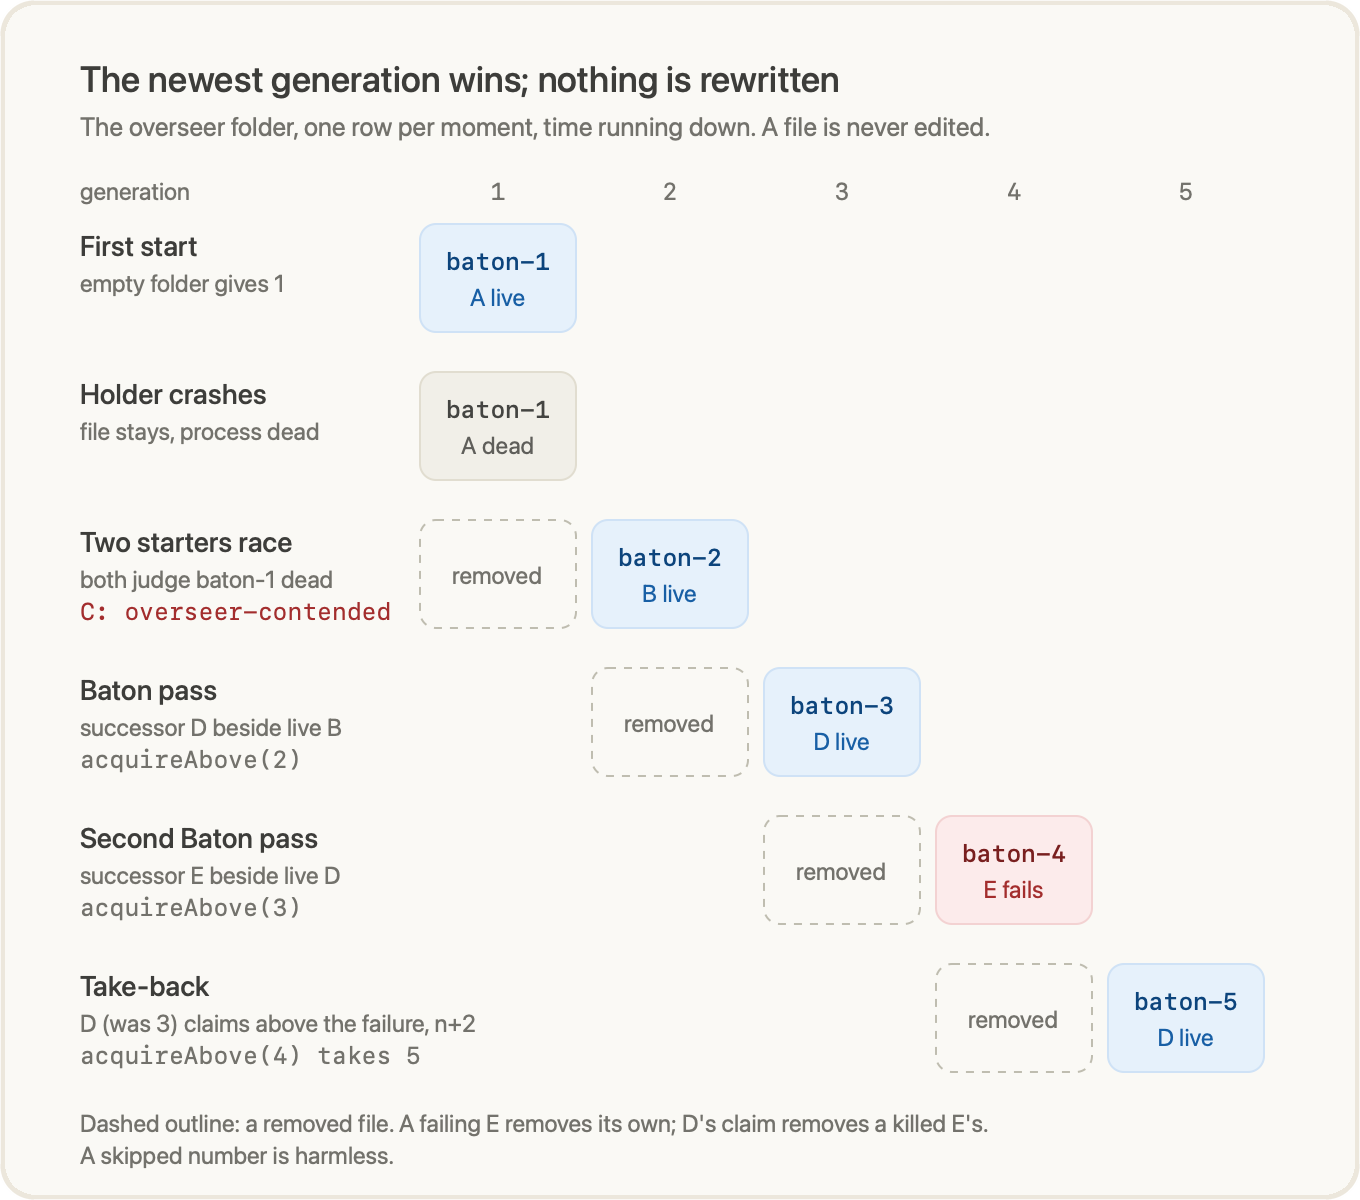 The newest generation wins; nothing is rewritten
The overseer folder, one row per moment, time running down. A file is never edited.
generation 1 2 3 4 5
First start
empty folder gives 1
baton-1
A live
Holder crashes
file stays, process dead
baton-1
A dead
Two starters race
both judge baton-1 dead
C: overseer-contended
removed
baton-2
B live
Baton pass
successor D beside live B
acquireAbove(2)
removed
baton-3
D live
Second Baton pass
successor E beside live D
acquireAbove(3)
removed
baton-4
E fails
Take-back
D (was 3) claims above the failure, n+2
acquireAbove(4) takes 5
removed
baton-5
D live
Dashed outline: a removed file. A failing E removes its own; D's claim removes a killed E's.
A skipped number is harmless.